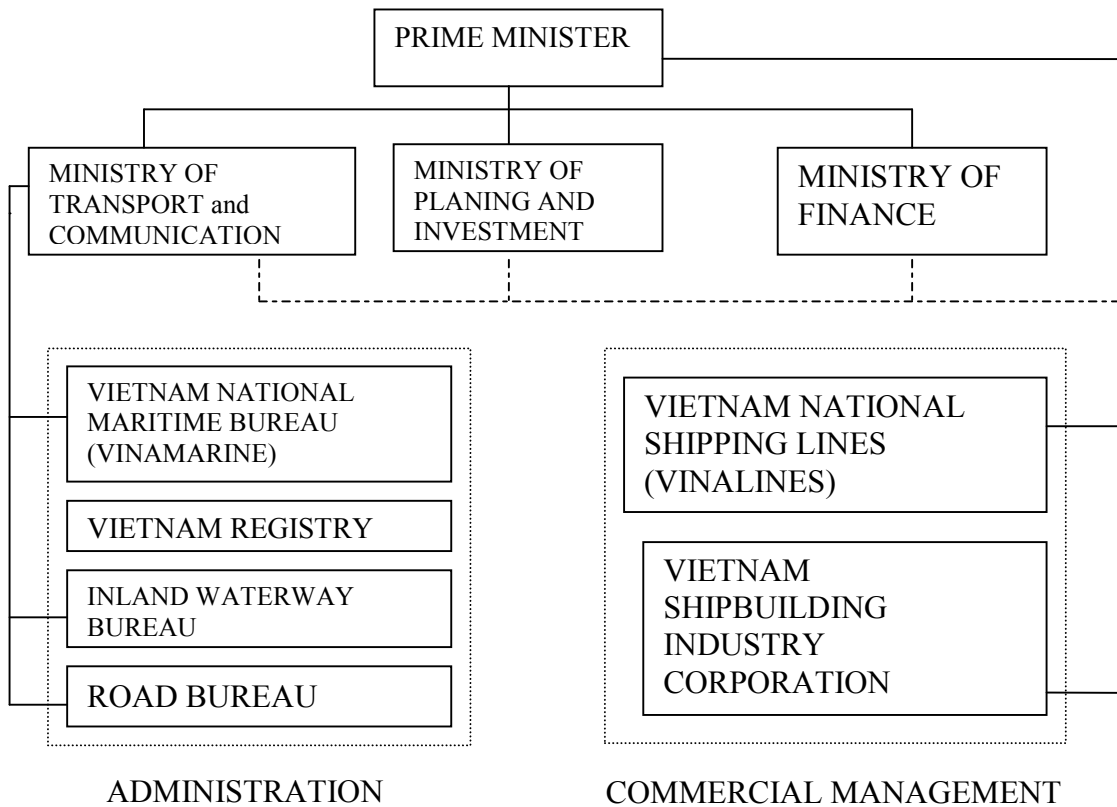 PRIME MINISTER
MINISTRY OF
TRANSPORT and
COMMUNICATION
MINISTRY OF
PLANING AND
INVESTMENT
MINISTRY OF
FINANCE
VIETNAM NATIONAL
MARITIME BUREAU
(VINAMARINE)
VIETNAM REGISTRY
INLAND WATERWAY
BUREAU
ROAD BUREAU
VIETNAM NATIONAL
SHIPPING LINES
(VINALINES)
VIETNAM
SHIPBUILDING
INDUSTRY
CORPORATION
ADMINISTRATION
COMMERCIAL MANAGEMENT